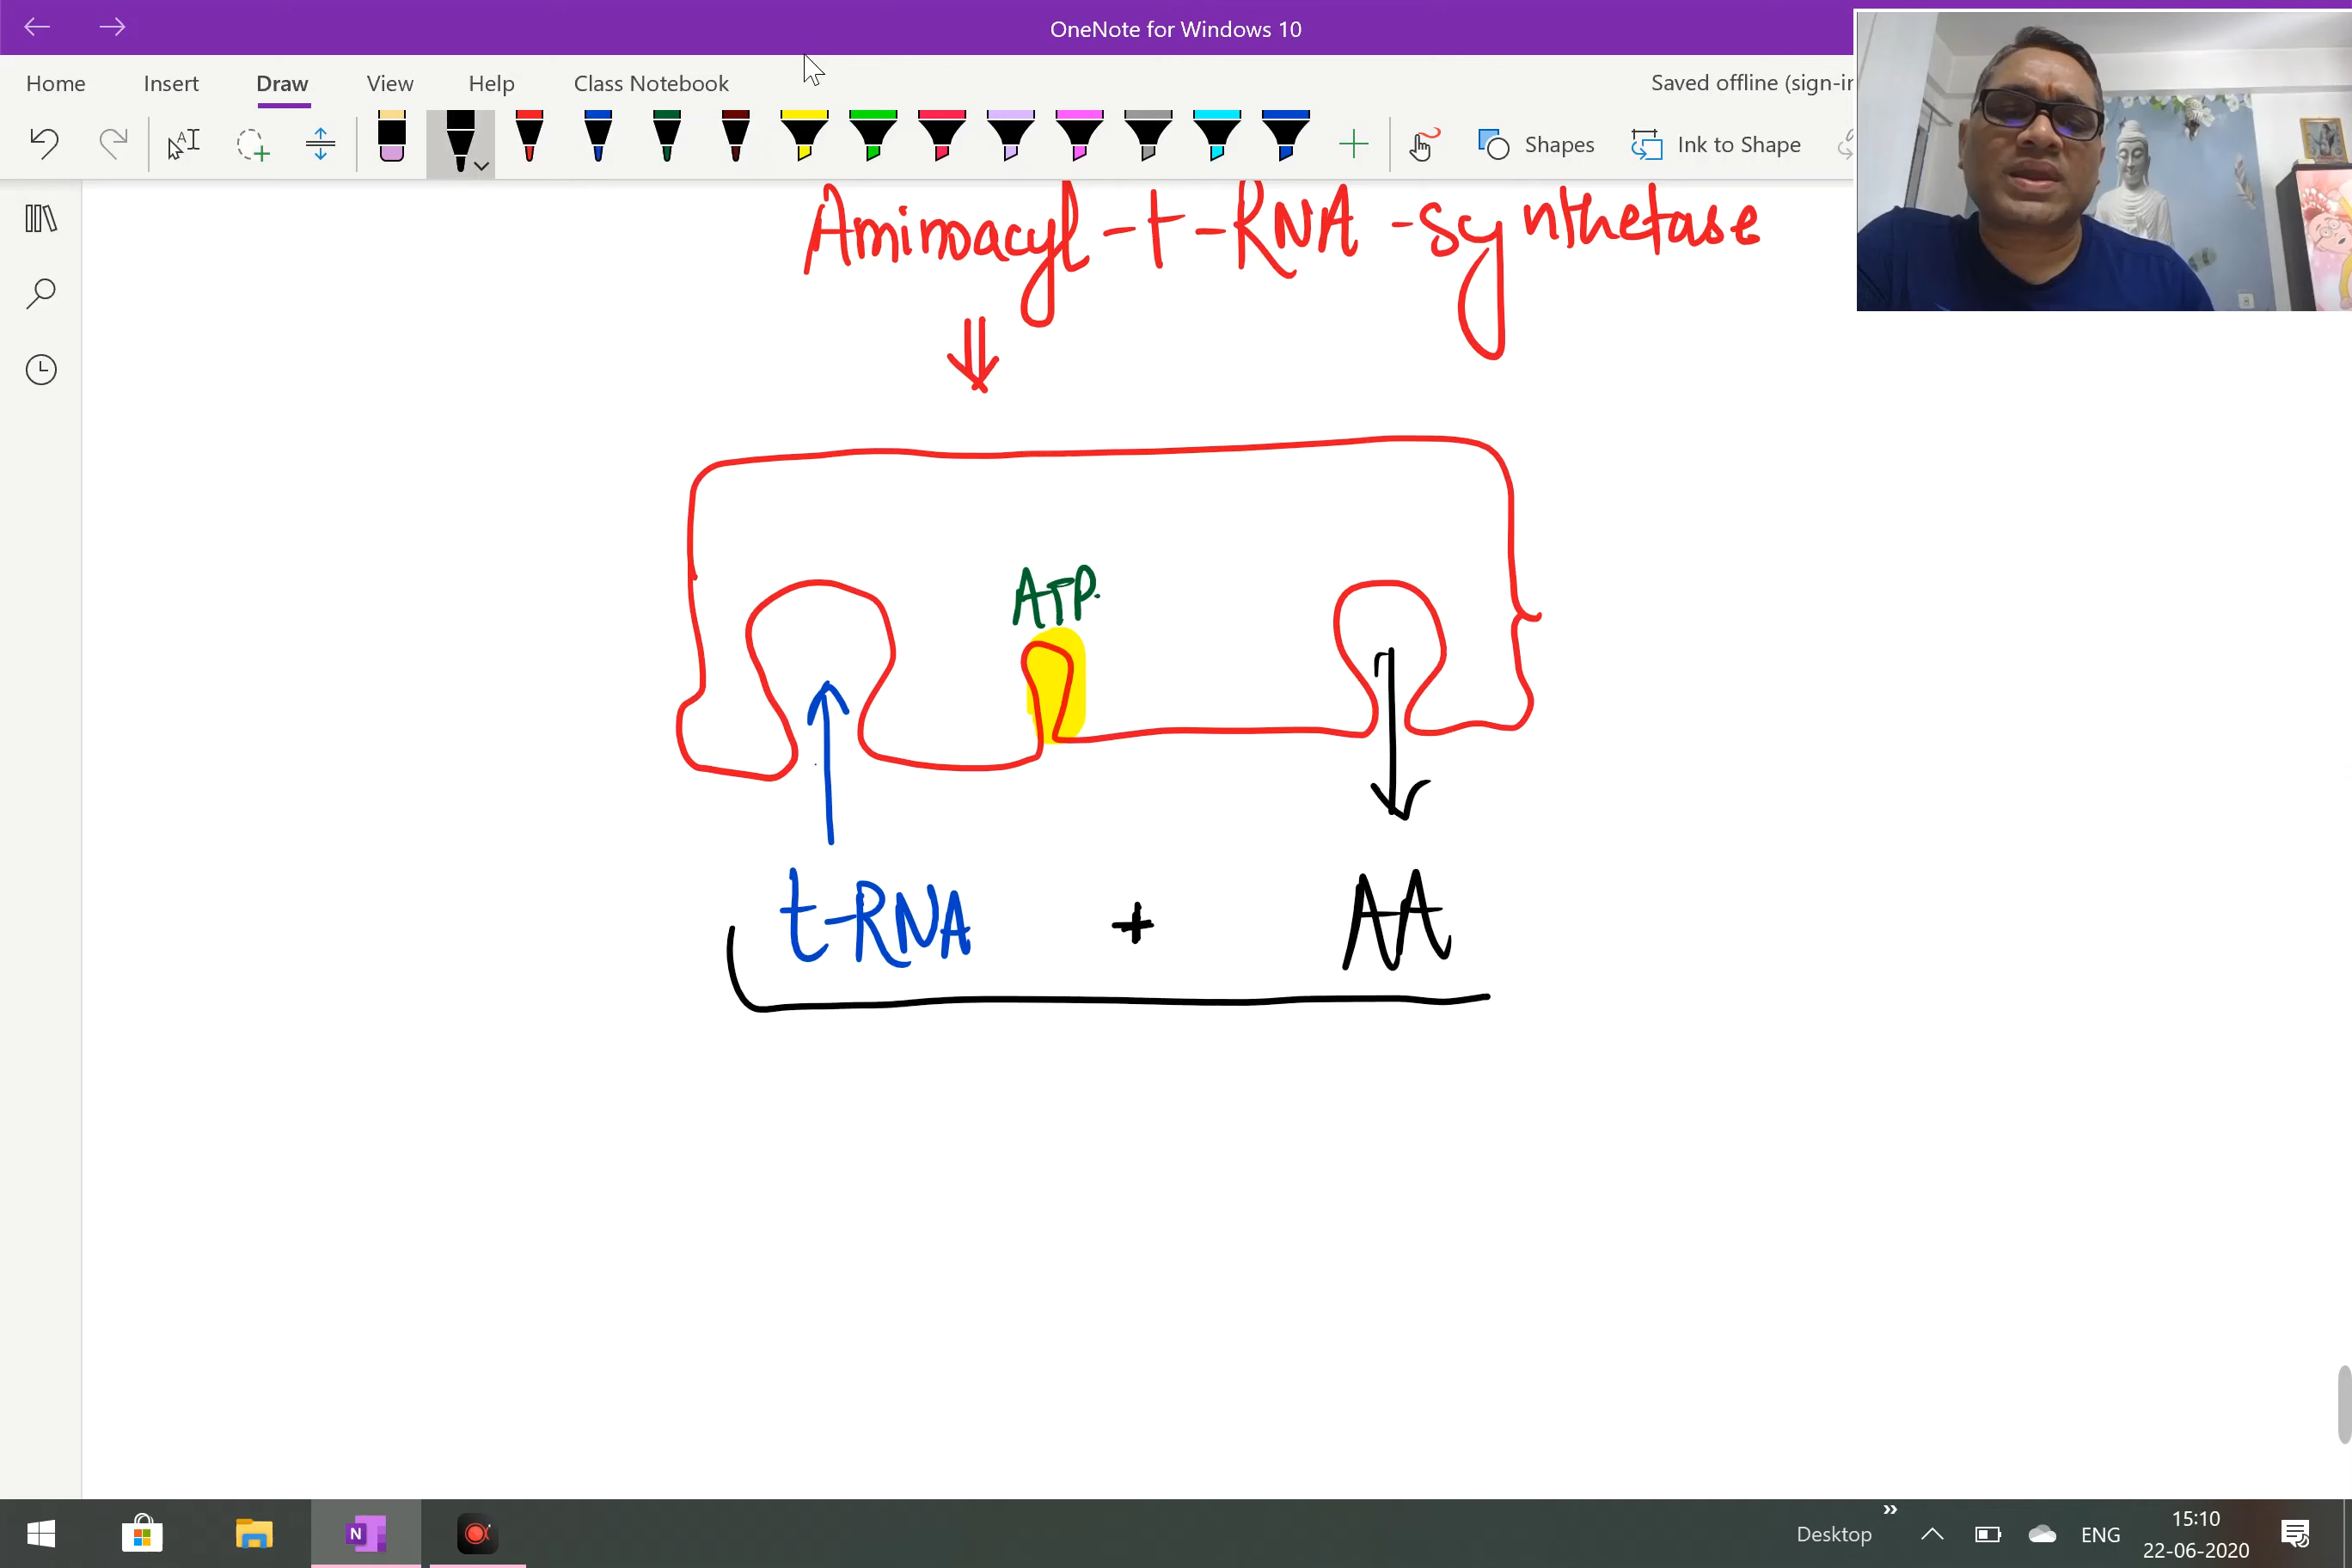 OneNote for Windows 10
Home Insert Draw View Help Class Notebook Saved offline (sign-in
Shapes Ink to Shape
Aminoacyl-t-RNA-synthetase
ATP.
t-RNA + AA
Desktop ENG 15:10
22-06-2020